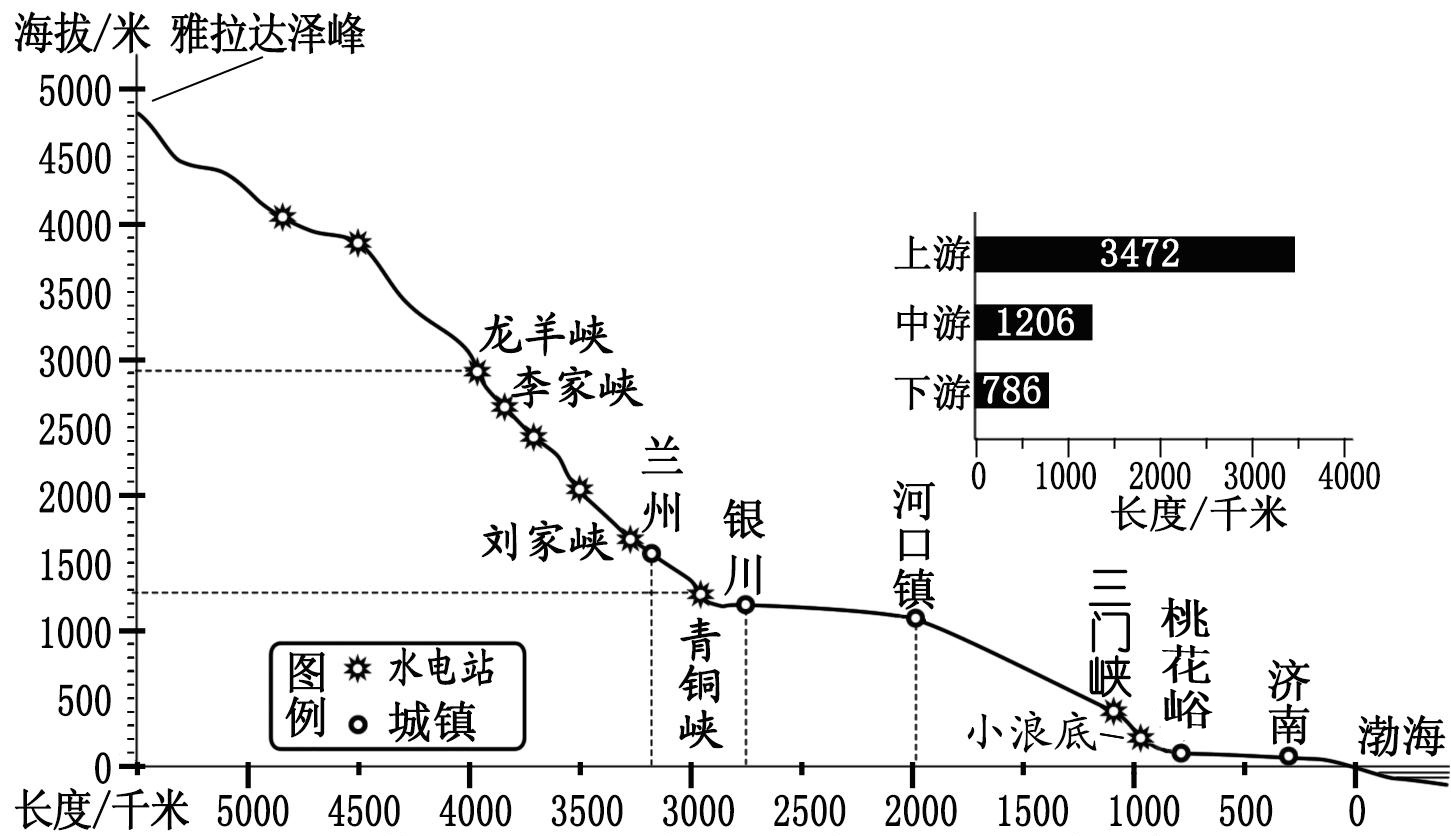 海拔/米 雅拉达泽峰
5000
4500
4000
3500
3000
2500
2000
1500
1000
500
0
龙羊峡
李家峡
刘家峡
兰州
青铜峡
银川
河口镇
三门峡
小浪底
桃花峪
济南
渤海
图例
水电站
城镇
长度/千米 5000 4500 4000 3500 3000 2500 2000 1500 1000 500 0
上游 3472
中游 1206
下游 786
0 1000 2000 3000 4000
长度/千米